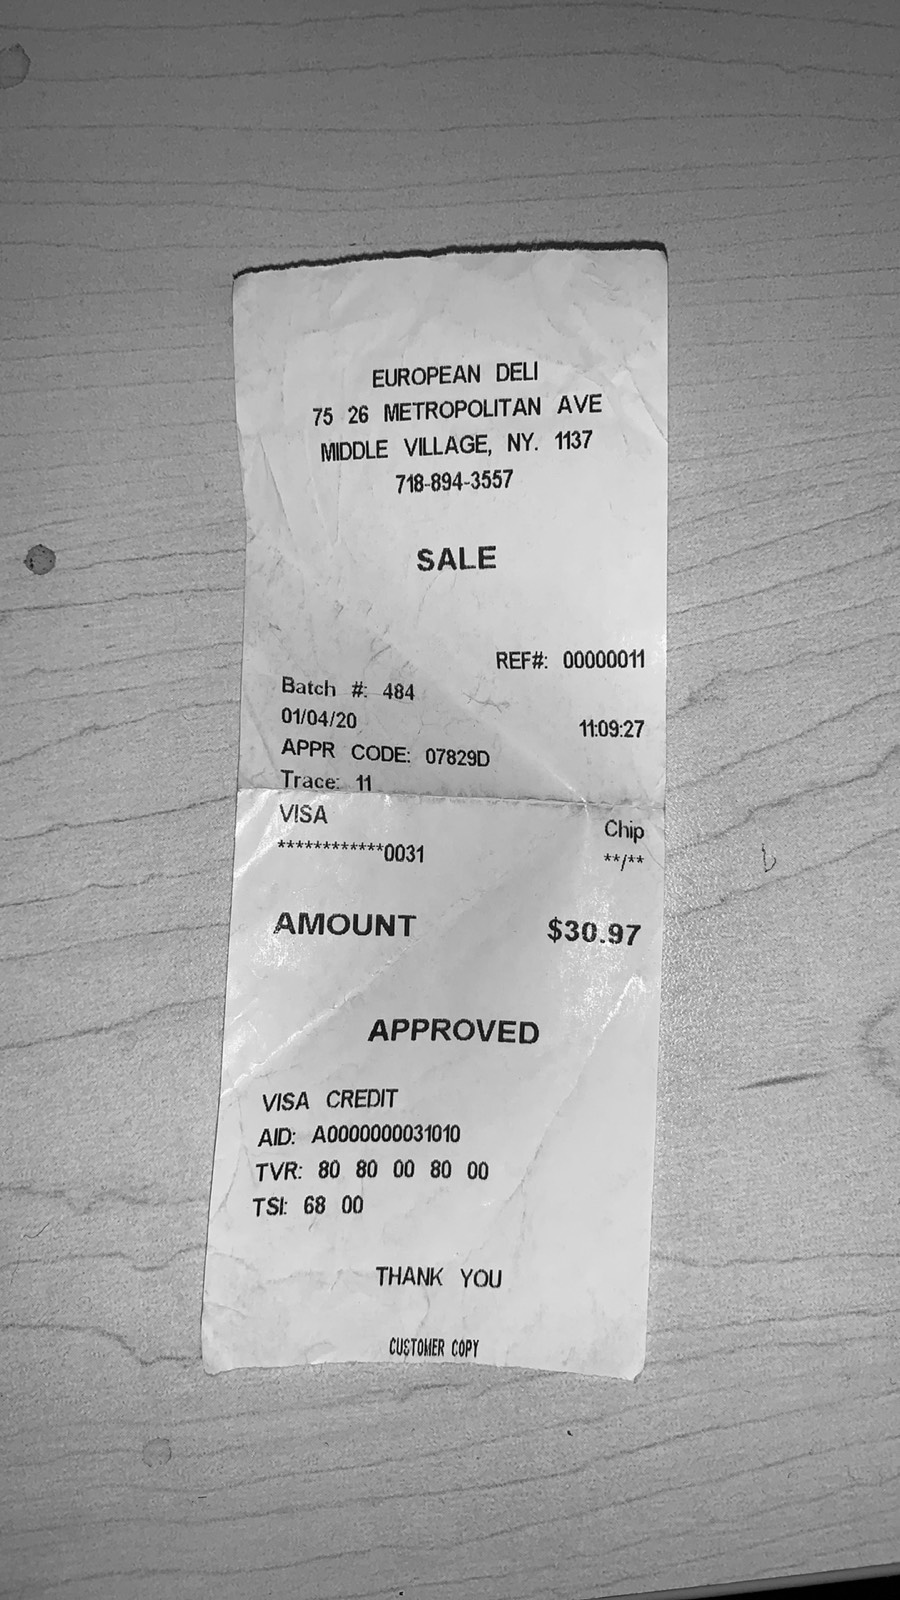 EUROPEAN DELI
75 26 METROPOLITAN AVE
MIDDLE VILLAGE, NY. 1137
718-894-3557
SALE
REF#: 00000011
Batch #: 484
01/04/20 11:09:27
APPR CODE: 07829D
Trace: 11
VISA Chip
************0031 **/**
AMOUNT $30.97
APPROVED
VISA CREDIT
AID: A0000000031010
TVR: 80 80 00 80 00
TSI: 68 00
THANK YOU
CUSTOMER COPY